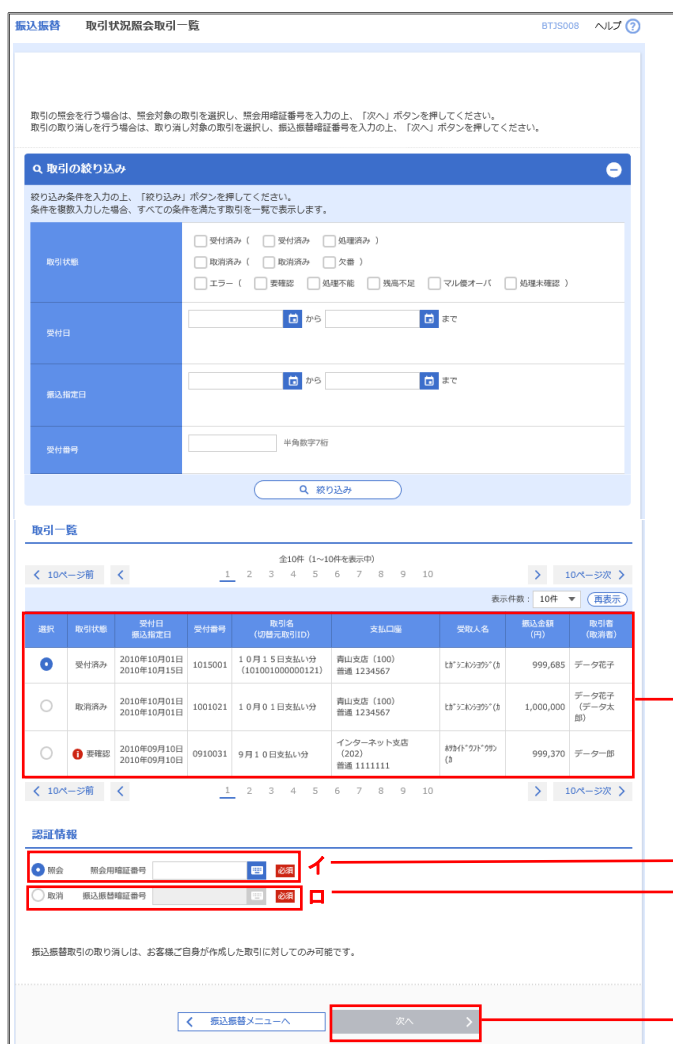 振込振替 取引状況照会取引一覧 BTJS008 ヘルプ ?
取引の照会を行う場合は、照会対象の取引を選択し、照会用暗証番号を入力の上、「次へ」ボタンを押してください。
取引の取り消しを行う場合は、取り消し対象の取引を選択し、振込振替暗証番号を入力の上、「次へ」ボタンを押してください。
取引の絞り込み
絞り込み条件を入力の上、「絞り込み」ボタンを押してください。
条件を複数入力した場合、すべての条件を満たす取引を一覧で表示します。
取引状態
受付済み ( 受付済み 処理済み )
取消済み ( 取消済み 欠番 )
エラー ( 要確認 処理不能 残高不足 マル優オーバ 処理未確認 )
受付日 から まで
振込指定日 から まで
受付番号 半角数字7桁
絞り込み
取引一覧
全10件 (1~10件を表示中)
10ページ前 1 2 3 4 5 6 7 8 9 10 10ページ次
表示件数: 10件 再表示
選択 取引状態 受付日 振込指定日 受付番号 取引名 (切替元取引ID) 支払口座 受取人名 振込金額 (円) 取引者 (取消者)
受付済み 2010年10月01日 2010年10月15日 1015001 10月15日支払い分 (101001000000121) 青山支店 (100) 普通 1234567 ヒガシニホンシヨウジ(カ 999,685 データ花子
取消済み 2010年10月01日 2010年10月01日 1001021 10月01日支払い分 青山支店 (100) 普通 1234567 1,000,000 データ花子 (データ太郎)
要確認 2010年09月10日 2010年09月10日 0910031 9月10日支払い分 インターネット支店 (202) 普通 1111111 999,370 データ一郎
10ページ前 1 2 3 4 5 6 7 8 9 10 10ページ次
認証情報
照会 照会用暗証番号 必須 イ
取消 振込振替暗証番号 必須 ロ
振込振替取引の取り消しは、お客様ご自身が作成した取引に対してのみ可能です。
振込振替メニューへ 次へ